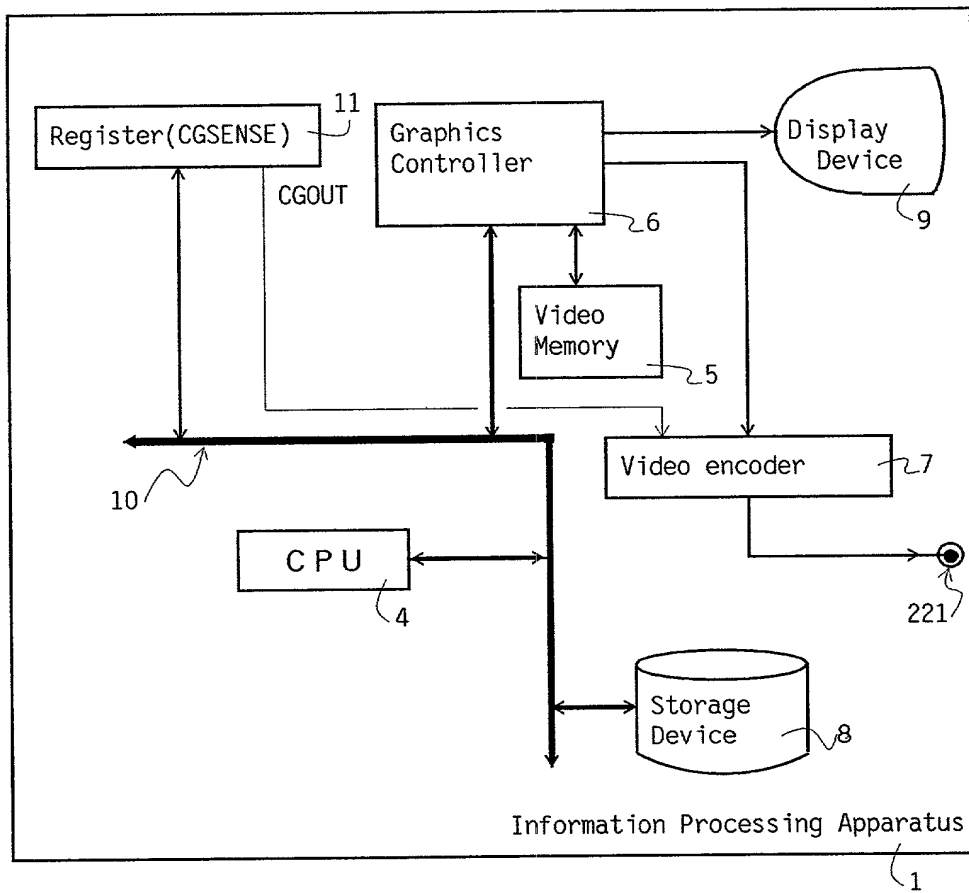 11
Register(CGSENSE)
CGOUT
Graphics
Controller
6
Display
Device
9
Video
Memory
5
10
Video encoder
7
CPU
4
221
Storage
Device
8
Information Processing Apparatus
1